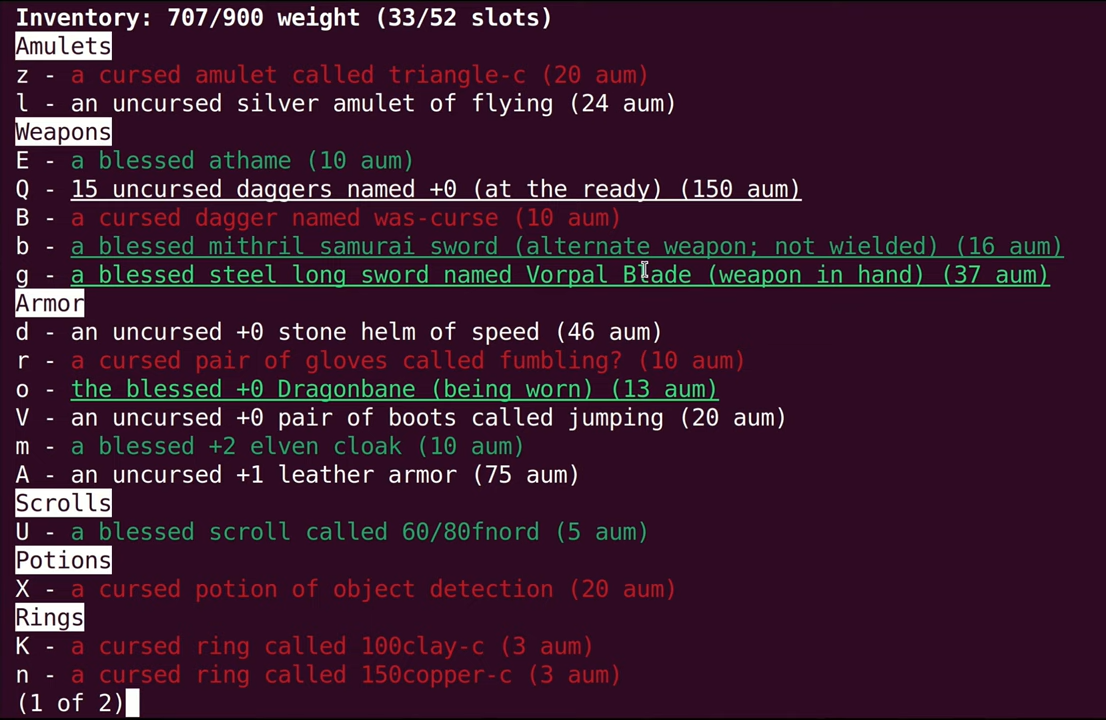 Inventory: 707/900 weight (33/52 slots)
Amulets
z - a cursed amulet called triangle-c (20 aum)
l - an uncursed silver amulet of flying (24 aum)
Weapons
E - a blessed athame (10 aum)
Q - 15 uncursed daggers named +0 (at the ready) (150 aum)
B - a cursed dagger named was-curse (10 aum)
b - a blessed mithril samurai sword (alternate weapon; not wielded) (16 aum)
g - a blessed steel long sword named Vorpal Blade (weapon in hand) (37 aum)
Armor
d - an uncursed +0 stone helm of speed (46 aum)
r - a cursed pair of gloves called fumbling? (10 aum)
o - the blessed +0 Dragonbane (being worn) (13 aum)
V - an uncursed +0 pair of boots called jumping (20 aum)
m - a blessed +2 elven cloak (10 aum)
A - an uncursed +1 leather armor (75 aum)
Scrolls
U - a blessed scroll called 60/80fnord (5 aum)
Potions
X - a cursed potion of object detection (20 aum)
Rings
K - a cursed ring called 100clay-c (3 aum)
n - a cursed ring called 150copper-c (3 aum)
(1 of 2)